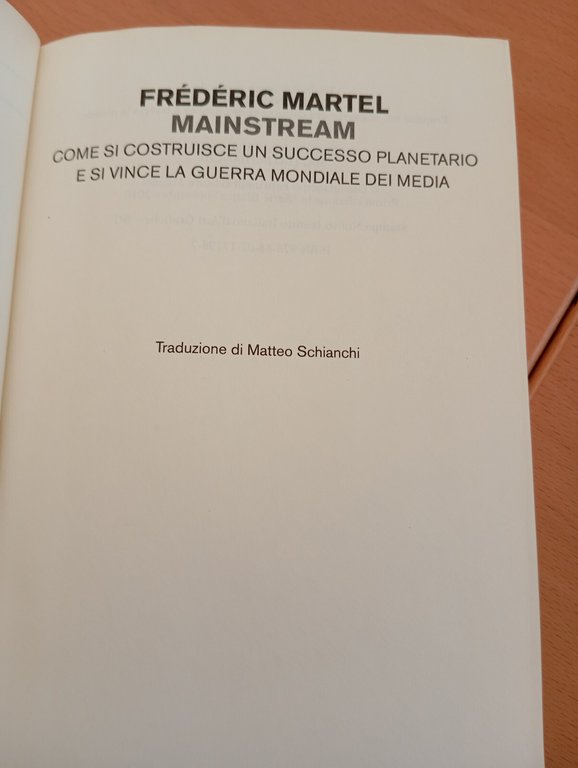 FRÉDÉRIC MARTEL
MAINSTREAM
COME SI COSTRUISCE UN SUCCESSO PLANETARIO
E SI VINCE LA GUERRA MONDIALE DEI MEDIA
Traduzione di Matteo Schianchi